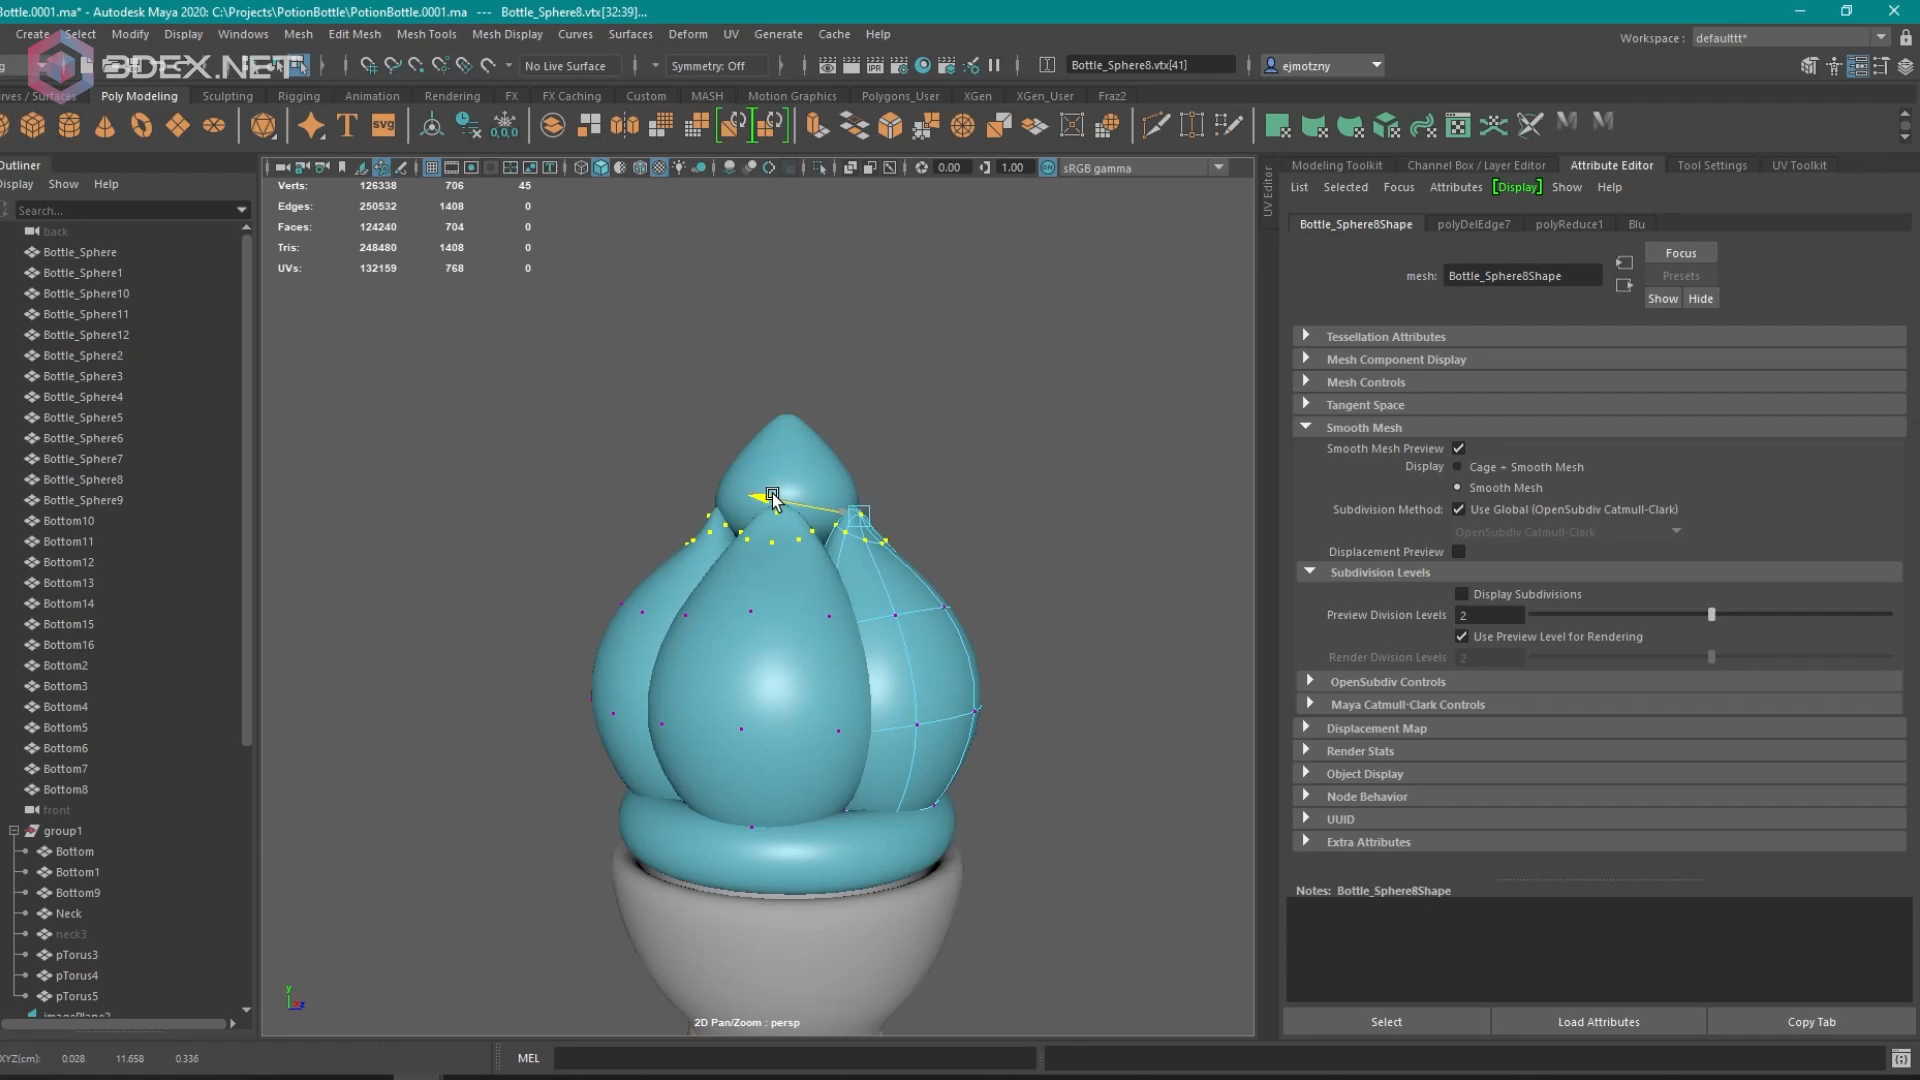 Bottle.0001.ma* - Autodesk Maya 2020: C:\Projects\PotionBottle\PotionBottle.0001.ma --- Bottle_Sphere8.vtx[32:39]...
Create Select Modify Display Windows Mesh Edit Mesh Mesh Tools Mesh Display Curves Surfaces Deform UV Generate Cache Help
Workspace : defaulttt*
3DEX.NET
No Live Surface Symmetry: Off Bottle_Sphere8.vtx[41] ejmotzny
rves / Surfaces Poly Modeling Sculpting Rigging Animation Rendering FX FX Caching Custom MASH Motion Graphics Polygons_User XGen XGen_User Fraz2
T SVG 0,0,0
Outliner
Display Show Help
Search...
back
Bottle_Sphere
Bottle_Sphere1
Bottle_Sphere10
Bottle_Sphere11
Bottle_Sphere12
Bottle_Sphere2
Bottle_Sphere3
Bottle_Sphere4
Bottle_Sphere5
Bottle_Sphere6
Bottle_Sphere7
Bottle_Sphere8
Bottle_Sphere9
Bottom10
Bottom11
Bottom12
Bottom13
Bottom14
Bottom15
Bottom16
Bottom2
Bottom3
Bottom4
Bottom5
Bottom6
Bottom7
Bottom8
front
group1
Bottom
Bottom1
Bottom9
Neck
neck3
pTorus3
pTorus4
pTorus5
imagePlane2
0.00 1.00 sRGB gamma
Verts: 126338 706 45
Edges: 250532 1408 0
Faces: 124240 704 0
Tris: 248480 1408 0
UVs: 132159 768 0
y
z
2D Pan/Zoom : persp
UV Editor
Modeling Toolkit Channel Box / Layer Editor Attribute Editor Tool Settings UV Toolkit
List Selected Focus Attributes [Display] Show Help
Bottle_Sphere8Shape polyDelEdge7 polyReduce1 Blu
Focus
mesh: Bottle_Sphere8Shape Presets
Show Hide
Tessellation Attributes
Mesh Component Display
Mesh Controls
Tangent Space
Smooth Mesh
Smooth Mesh Preview
Display Cage + Smooth Mesh
Smooth Mesh
Subdivision Method: Use Global (OpenSubdiv Catmull-Clark)
OpenSubdiv Catmull-Clark
Displacement Preview
Subdivision Levels
Display Subdivisions
Preview Division Levels 2
Use Preview Level for Rendering
Render Division Levels 2
OpenSubdiv Controls
Maya Catmull-Clark Controls
Displacement Map
Render Stats
Object Display
Node Behavior
UUID
Extra Attributes
Notes: Bottle_Sphere8Shape
Select Load Attributes Copy Tab
XYZ(cm): 0.028 11.658 0.336
MEL